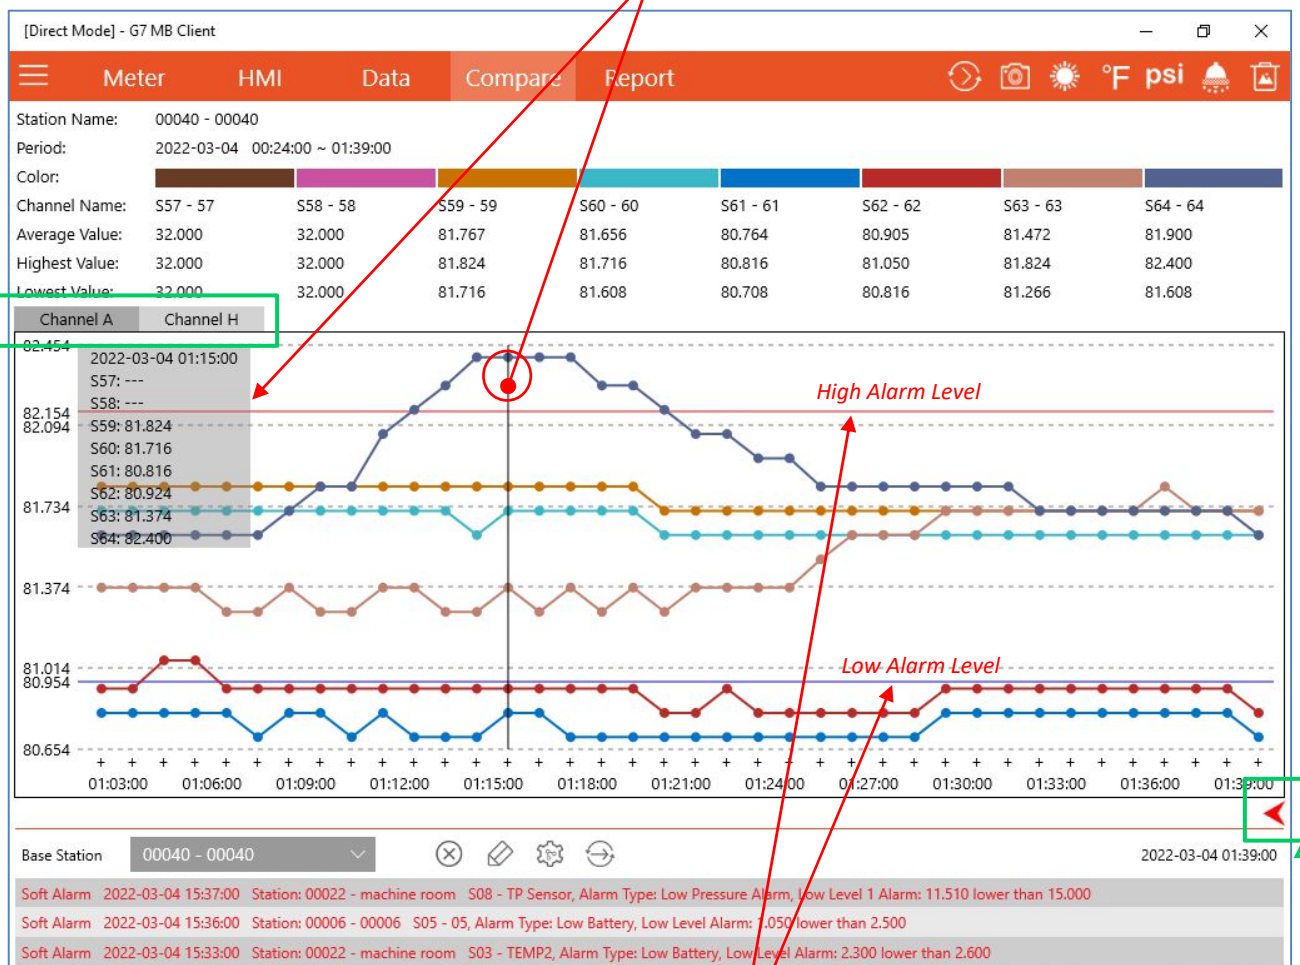 [Direct Mode] - G7 MB Client
Meter HMI Data Compare Report °F psi
Station Name: 00040 - 00040
Period: 2022-03-04 00:24:00 ~ 01:39:00
Color:
Channel Name: S57 - 57 S58 - 58 S59 - 59 S60 - 60 S61 - 61 S62 - 62 S63 - 63 S64 - 64
Average Value: 32.000 32.000 81.767 81.656 80.764 80.905 81.472 81.900
Highest Value: 32.000 32.000 81.824 81.716 80.816 81.050 81.824 82.400
Lowest Value: 32.000 32.000 81.716 81.608 80.708 80.816 81.266 81.608
Channel A Channel H
82.454
2022-03-04 01:15:00
S57: ---
S58: ---
S59: 81.824
S60: 81.716
S61: 80.816
S62: 80.924
S63: 81.374
S64: 82.400
High Alarm Level
82.154
82.094
81.734
81.374
Low Alarm Level
81.014
80.954
80.654
01:03:00 01:06:00 01:09:00 01:12:00 01:15:00 01:18:00 01:21:00 01:24:00 01:27:00 01:30:00 01:33:00 01:36:00 01:39:00
Base Station 00040 - 00040 2022-03-04 01:39:00
Soft Alarm 2022-03-04 15:37:00 Station: 00022 - machine room S08 - TP Sensor, Alarm Type: Low Pressure Alarm, Low Level 1 Alarm: 11.510 lower than 15.000
Soft Alarm 2022-03-04 15:36:00 Station: 00006 - 00006 S05 - 05, Alarm Type: Low Battery, Low Level Alarm: 1.050 lower than 2.500
Soft Alarm 2022-03-04 15:33:00 Station: 00022 - machine room S03 - TEMP2, Alarm Type: Low Battery, Low Level Alarm: 2.300 lower than 2.600